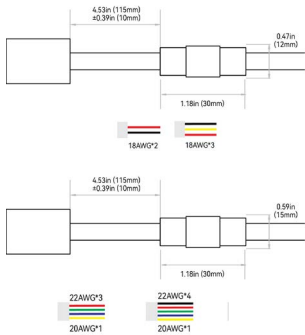 4.53in (115mm)
±0.39in (10mm)
0.47in
(12mm)
1.18in (30mm)
18AWG*2
18AWG*3
4.53in (115mm)
±0.39in (10mm)
0.59in
(15mm)
1.18in (30mm)
22AWG*3
22AWG*4
20AWG*1
20AWG*1